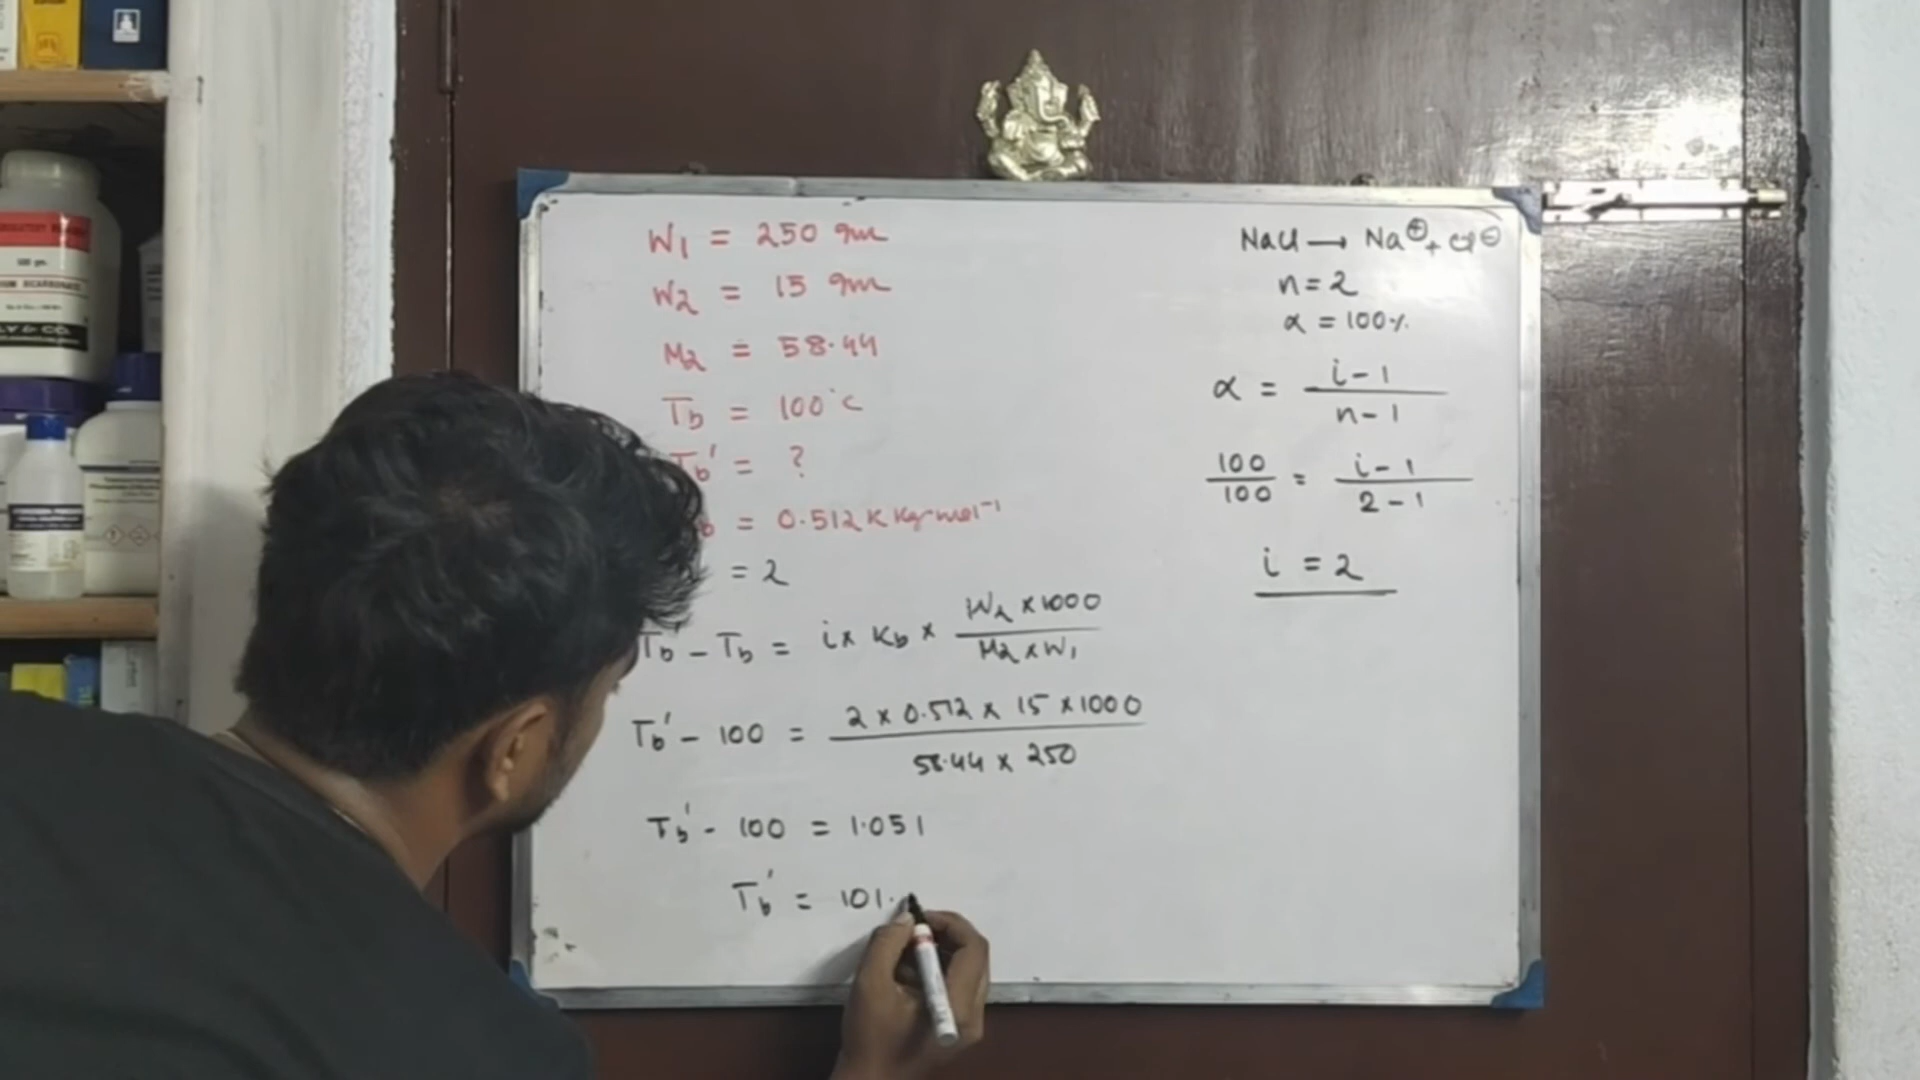 W1 = 250 gm
W2 = 15 gm
M2 = 58.44
Tb = 100°C
Tb' = ?
b = 0.512 K Kg mol⁻¹
= 2
Tb' - Tb = i x Kb x W2 x 1000 / M2 x W1
Tb' - 100 = 2 x 0.512 x 15 x 1000 / 58.44 x 250
Tb' - 100 = 1.051
Tb' = 101.
NaCl → Na⊕ + Cl⊖
n = 2
α = 100%
α = i - 1 / n - 1
100 / 100 = i - 1 / 2 - 1
i = 2